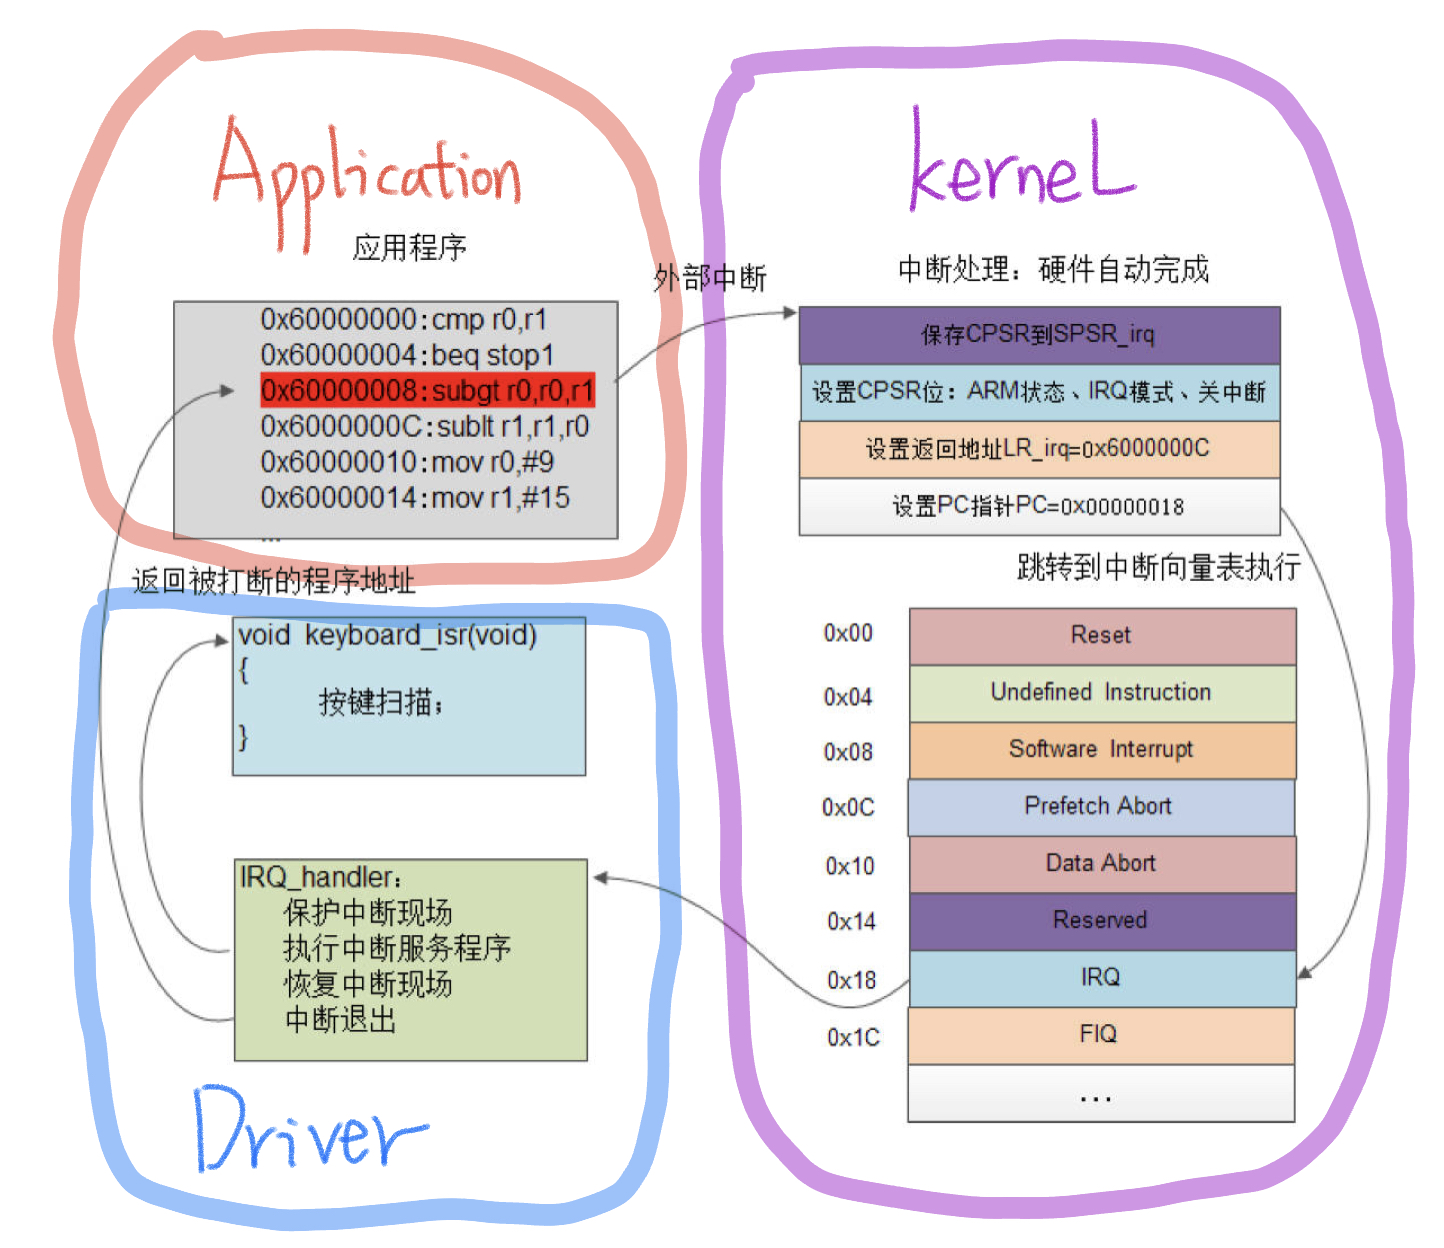 Application
应用程序
0x60000000:cmp r0,r1
0x60000004:beq stop1
0x60000008:subgt r0,r0,r1
0x6000000C:sublt r1,r1,r0
0x60000010:mov r0,#9
0x60000014:mov r1,#15
...
外部中断
kerneL
中断处理：硬件自动完成
保存CPSR到SPSR_irq
设置CPSR位：ARM状态、IRQ模式、关中断
设置返回地址LR_irq=0x6000000C
设置PC指针PC=0x00000018
跳转到中断向量表执行
0x00 Reset
0x04 Undefined Instruction
0x08 Software Interrupt
0x0C Prefetch Abort
0x10 Data Abort
0x14 Reserved
0x18 IRQ
0x1C FIQ
...
返回被打断的程序地址
void keyboard_isr(void)
{
按键扫描；
}
IRQ_handler：
保护中断现场
执行中断服务程序
恢复中断现场
中断退出
Driver